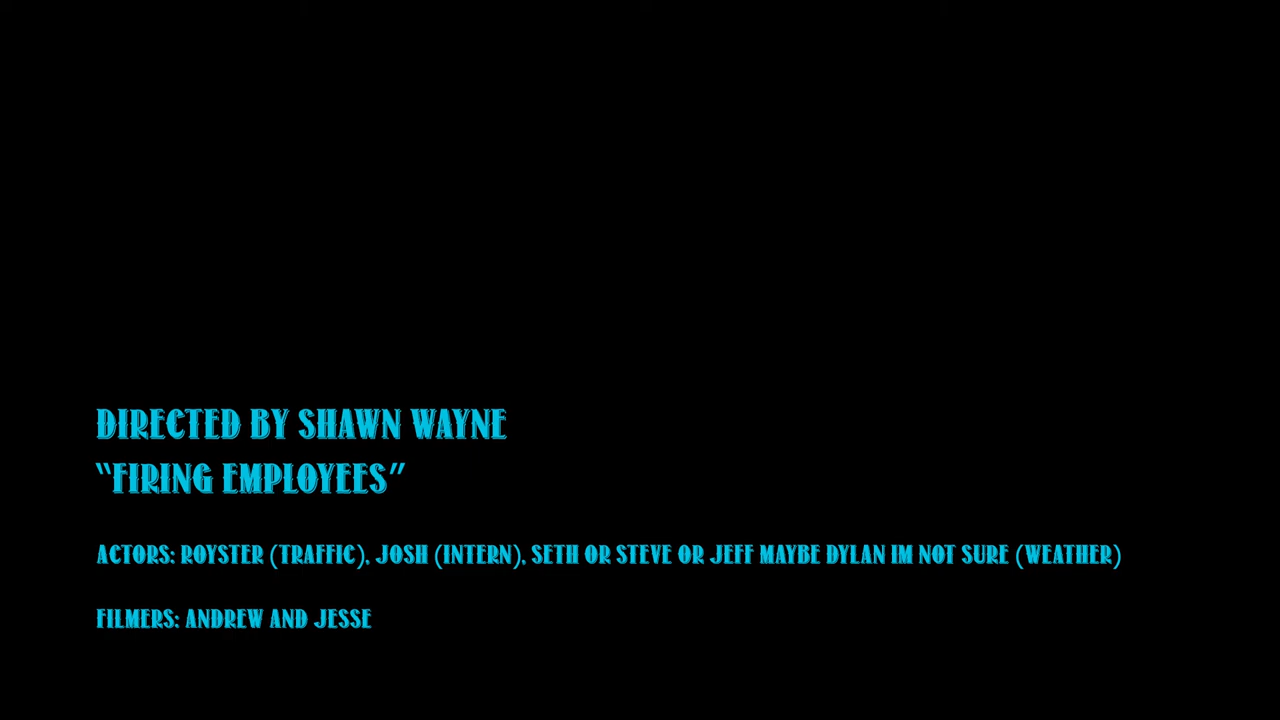 DIRECTED BY SHAWN WAYNE
“FIRING EMPLOYEES”
ACTORS: ROYSTER (TRAFFIC), JOSH (INTERN), SETH OR STEVE OR JEFF MAYBE DYLAN IM NOT SURE (WEATHER)
FILMERS: ANDREW AND JESSE